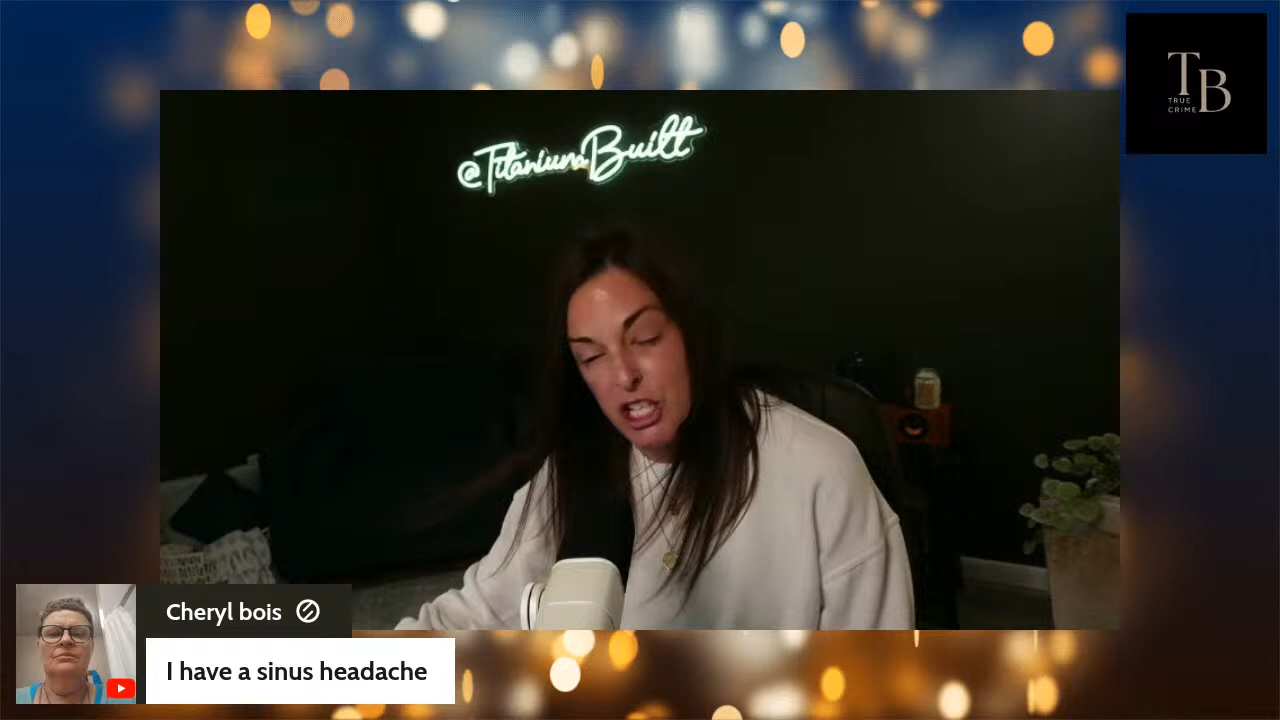 @TitaniumBuilt
TB
TRUE
CRIME
Cheryl bois
I have a sinus headache